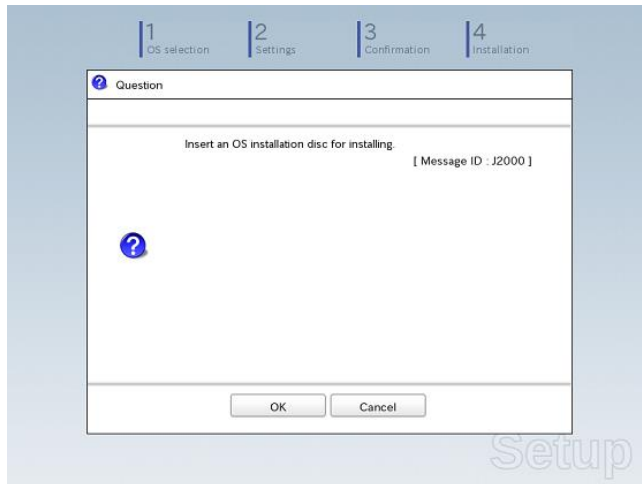 1
OS selection
2
Settings
3
Confirmation
4
Installation
Question
Insert an OS installation disc for installing.
[ Message ID : J2000 ]
OK
Cancel
Setup